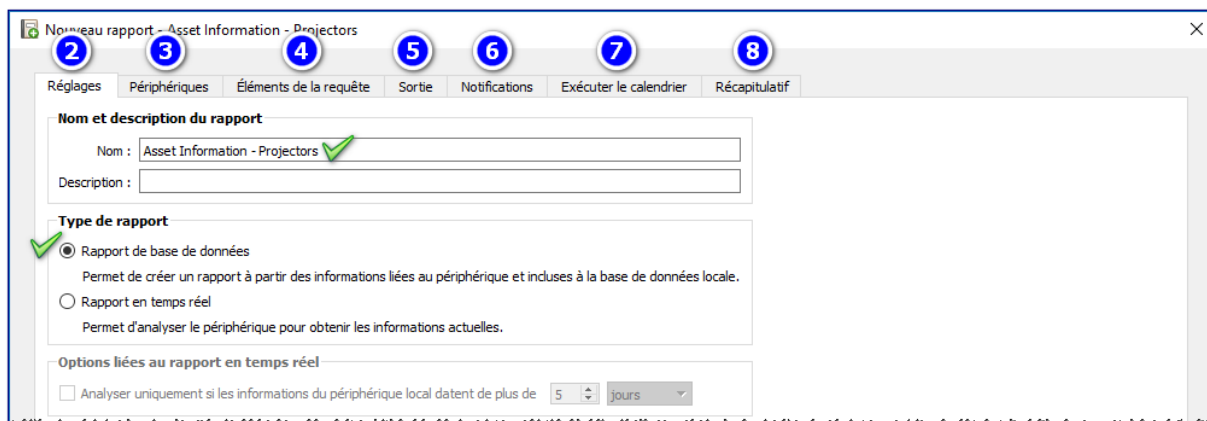 Nouveau rapport - Asset Information - Projectors
2 3 4 5 6 7 8
Réglages Périphériques Éléments de la requête Sortie Notifications Exécuter le calendrier Récapitulatif
Nom et description du rapport
Nom : Asset Information - Projectors
Description :
Type de rapport
Rapport de base de données
Permet de créer un rapport à partir des informations liées au périphérique et incluses à la base de données locale.
Rapport en temps réel
Permet d'analyser le périphérique pour obtenir les informations actuelles.
Options liées au rapport en temps réel
Analyser uniquement si les informations du périphérique local datent de plus de 5 jours